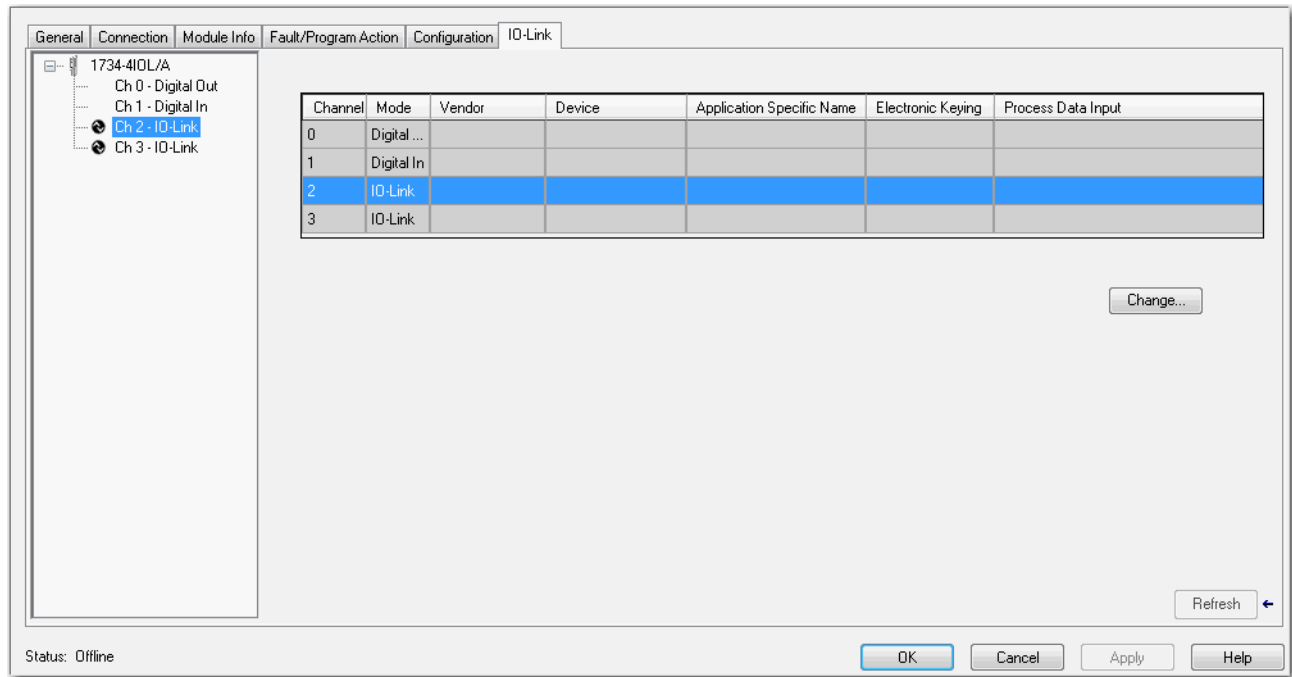 General Connection Module Info Fault/Program Action Configuration IO-Link
1734-4IOL/A
Ch 0 - Digital Out
Ch 1 - Digital In
Ch 2 - IO-Link
Ch 3 - IO-Link
Channel Mode Vendor Device Application Specific Name Electronic Keying Process Data Input
0 Digital ...
1 Digital In
2 IO-Link
3 IO-Link
Change...
Refresh
Status: Offline OK Cancel Apply Help